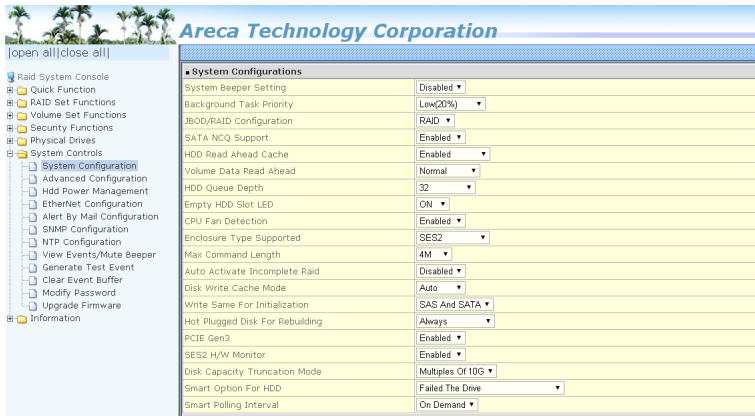 Areca Technology Corporation
|open all|close all|
Raid System Console
Quick Function
RAID Set Functions
Volume Set Functions
Security Functions
Physical Drives
System Controls
System Configuration
Advanced Configuration
Hdd Power Management
EtherNet Configuration
Alert By Mail Configuration
SNMP Configuration
NTP Configuration
View Events/Mute Beeper
Generate Test Event
Clear Event Buffer
Modify Password
Upgrade Firmware
Information
System Configurations
System Beeper Setting Disabled
Background Task Priority Low(20%)
JBOD/RAID Configuration RAID
SATA NCQ Support Enabled
HDD Read Ahead Cache Enabled
Volume Data Read Ahead Normal
HDD Queue Depth 32
Empty HDD Slot LED ON
CPU Fan Detection Enabled
Enclosure Type Supported SES2
Max Command Length 4M
Auto Activate Incomplete Raid Disabled
Disk Write Cache Mode Auto
Write Same For Initialization SAS And SATA
Hot Plugged Disk For Rebuilding Always
PCIE Gen3 Enabled
SES2 H/W Monitor Enabled
Disk Capacity Truncation Mode Multiples Of 10G
Smart Option For HDD Failed The Drive
Smart Polling Interval On Demand